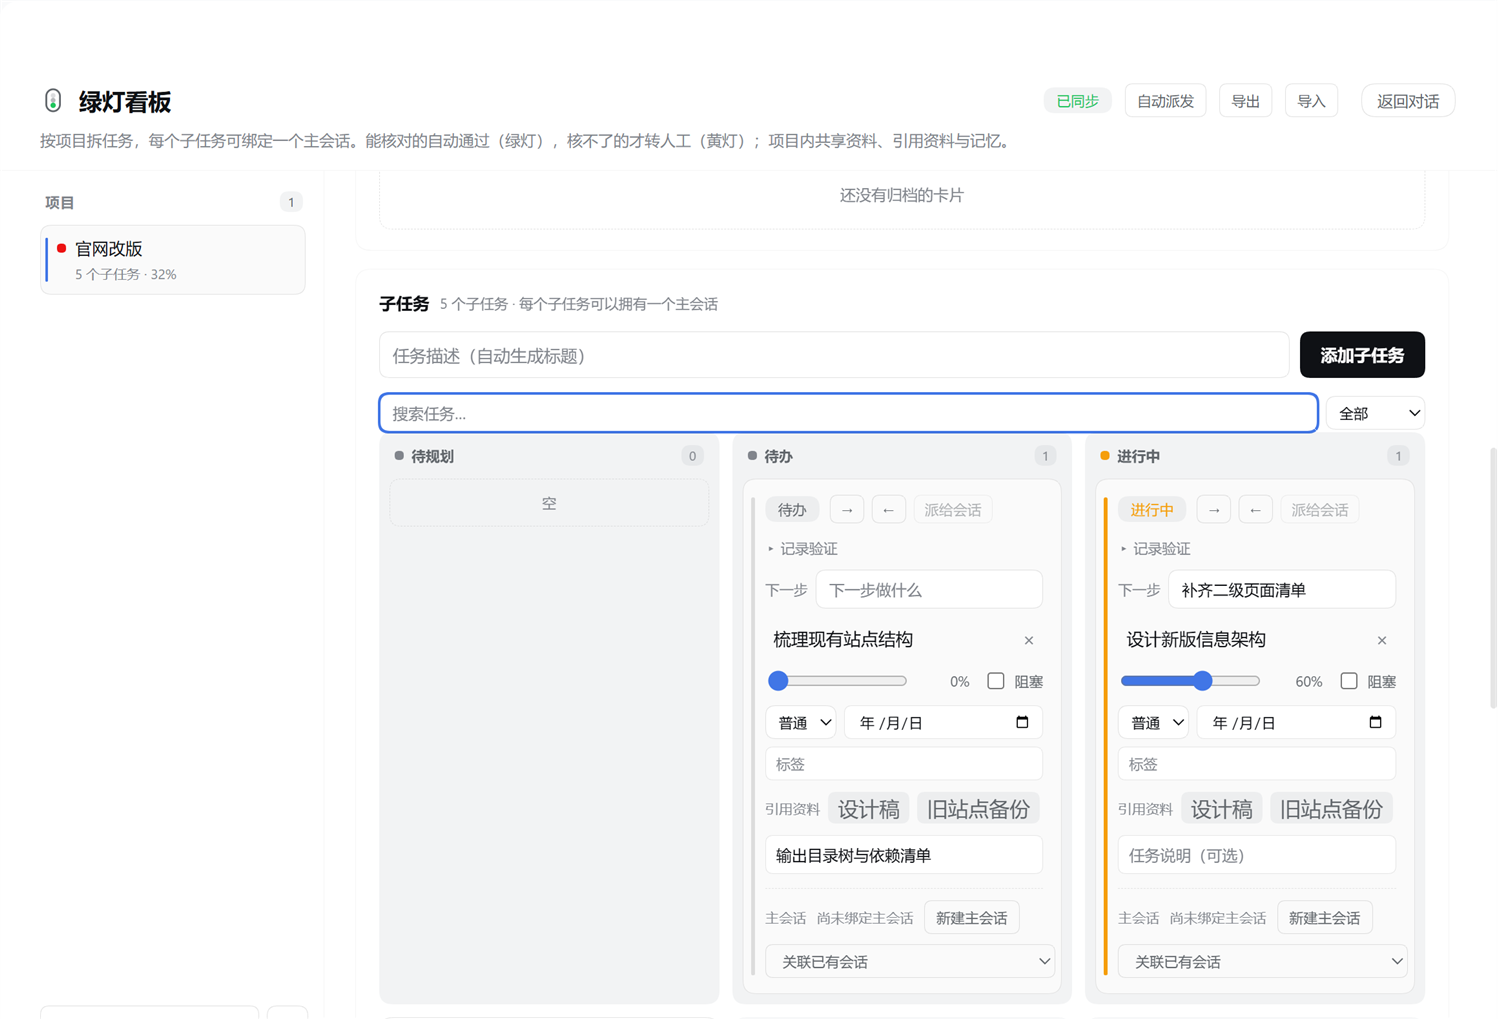 绿灯看板
已同步
自动派发
导出
导入
返回对话
按项目拆任务，每个子任务可绑定一个主会话。能核对的自动通过（绿灯），核不了的才转人工（黄灯）；项目内共享资料、引用资料与记忆。
项目
1
官网改版
5 个子任务 · 32%
还没有归档的卡片
子任务 5 个子任务 · 每个子任务可以拥有一个主会话
任务描述（自动生成标题）
添加子任务
搜索任务...
全部
待规划
0
空
待办
1
待办
→
←
派给会话
▸ 记录验证
下一步
下一步做什么
梳理现有站点结构
×
0%
阻塞
普通
年 /月/日
标签
引用资料
设计稿
旧站点备份
输出目录树与依赖清单
主会话 尚未绑定主会话
新建主会话
关联已有会话
进行中
1
进行中
→
←
派给会话
▸ 记录验证
下一步
补齐二级页面清单
设计新版信息架构
×
60%
阻塞
普通
年 /月/日
标签
引用资料
设计稿
旧站点备份
任务说明（可选）
主会话 尚未绑定主会话
新建主会话
关联已有会话